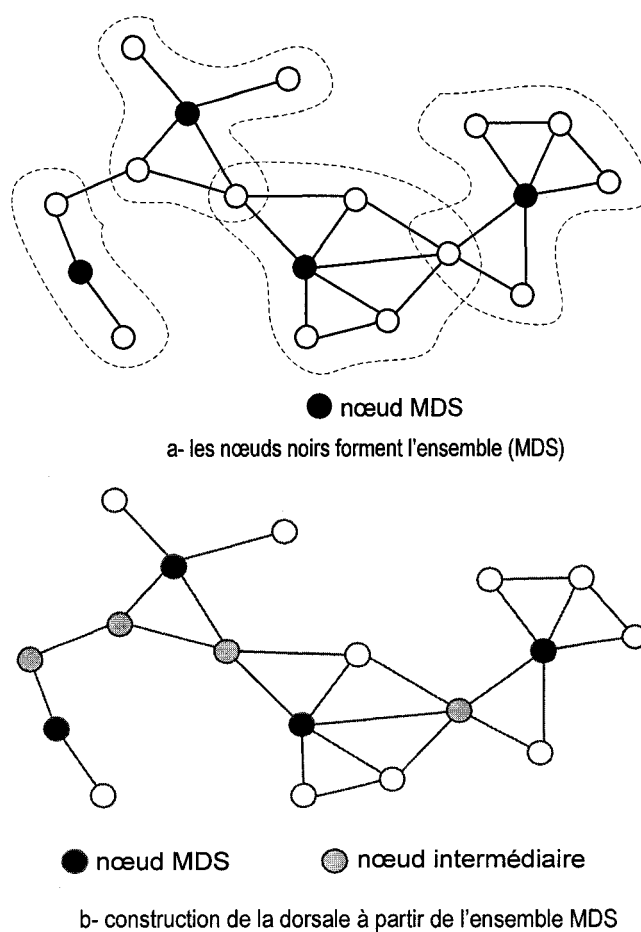 nœud MDS
a- les nœuds noirs forment l'ensemble (MDS)
nœud MDS nœud intermédiaire
b- construction de la dorsale à partir de l'ensemble MDS